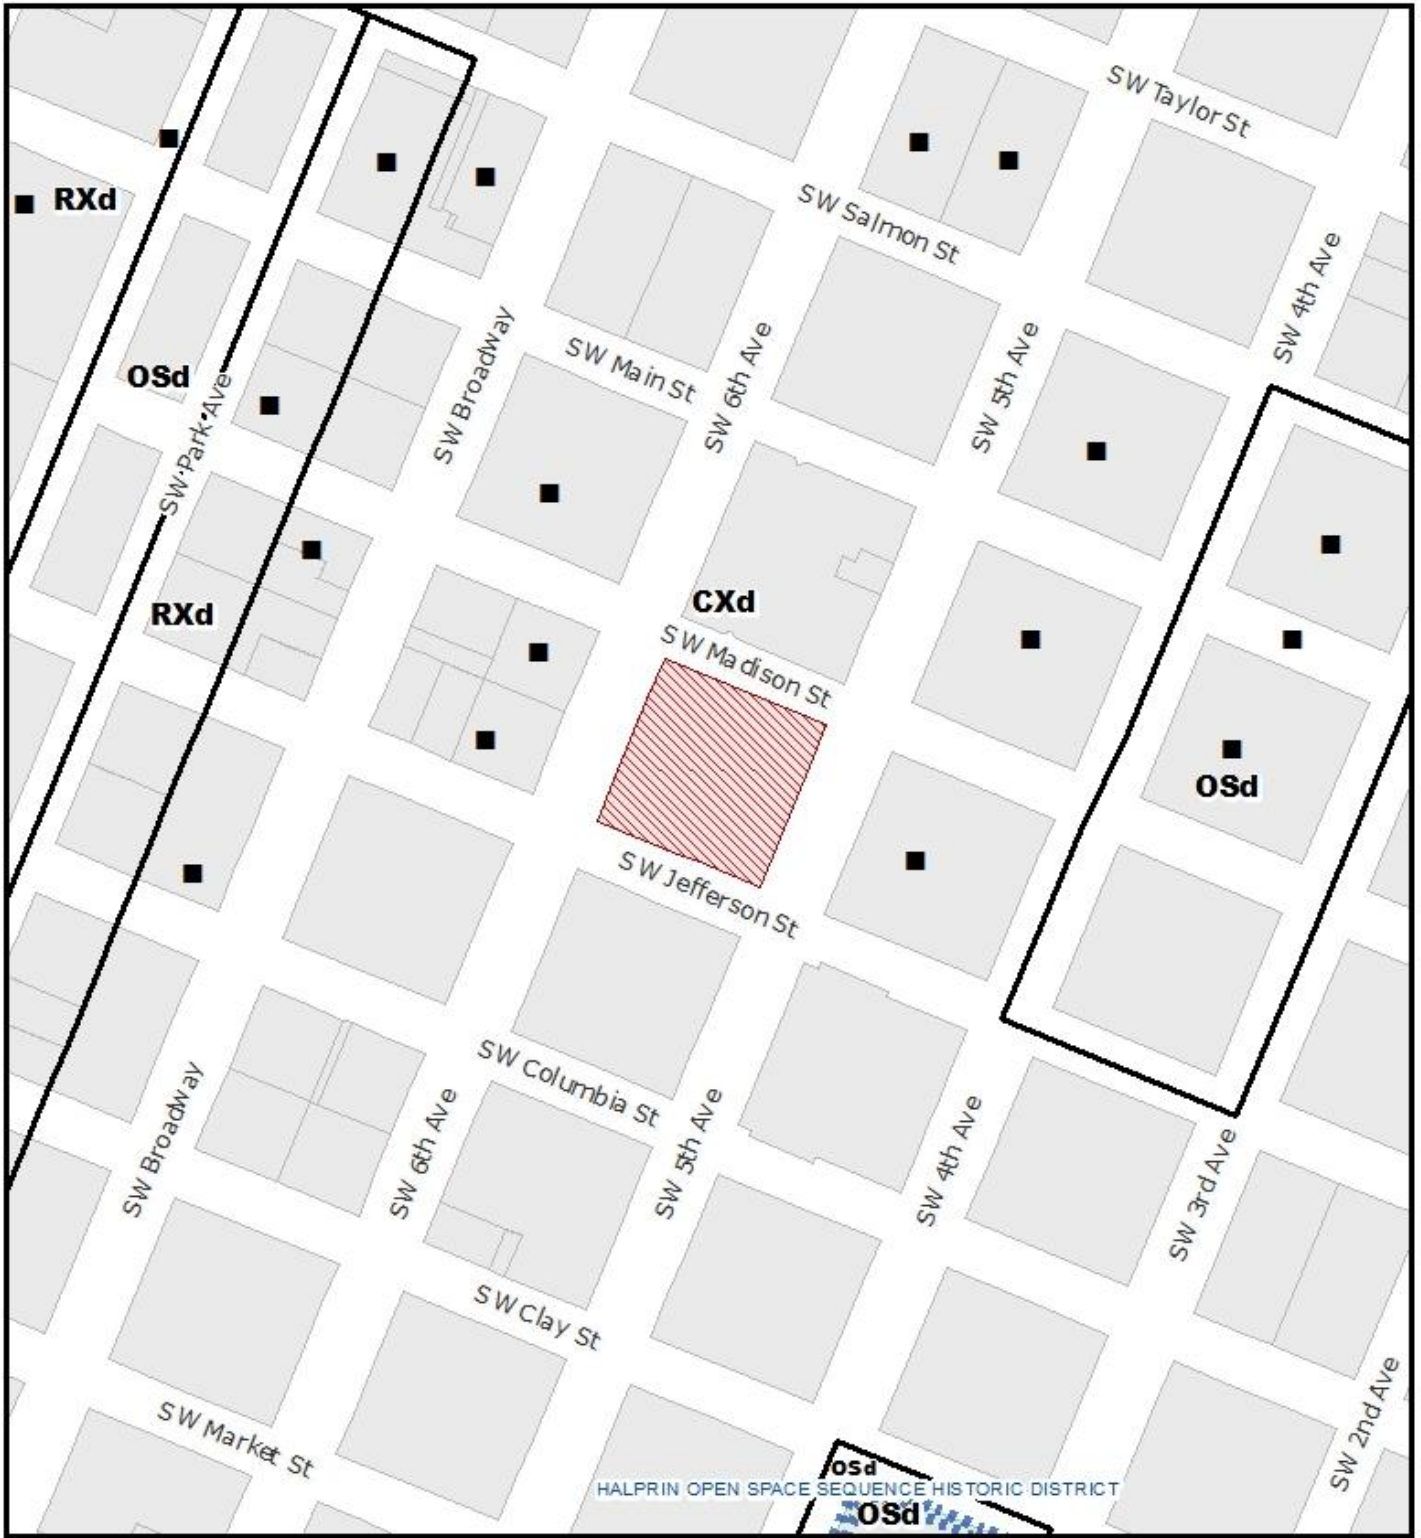 SW Taylor St
RXd
SW Salmon St
SW 4th Ave
SW Broadway
SW Main St
SW 6th Ave
SW 5th Ave
OSd
SW Park Ave
CXd
RXd
SW Madison St
OSd
SW Jefferson St
SW Columbia St
SW Broadway
SW 6th Ave
SW 5th Ave
SW 4th Ave
SW 3rd Ave
SW Clay St
SW Market St
SW 2nd Ave
OSd
HALPRIN OPEN SPACE SEQUENCE HISTORIC DISTRICT
OSd